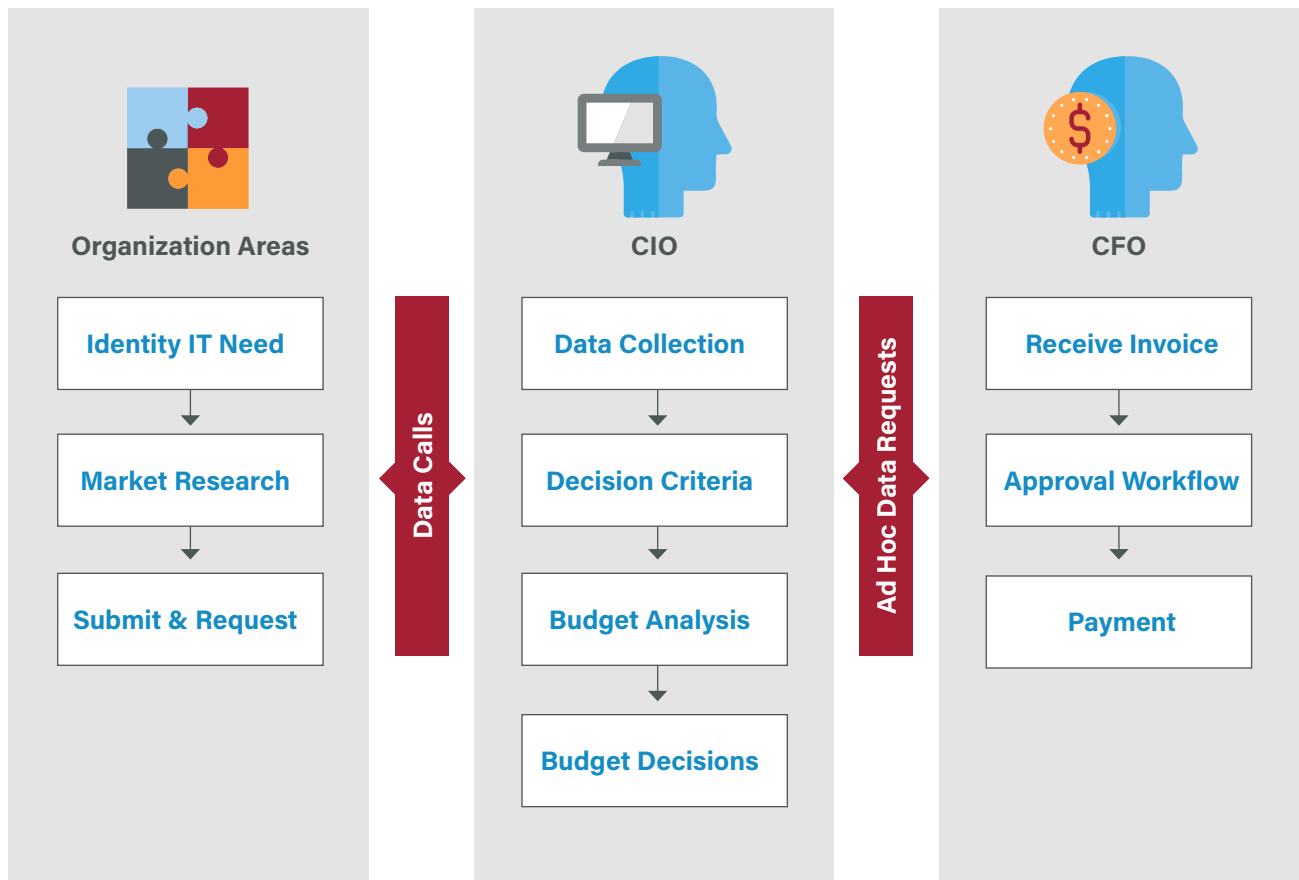 Organization Areas
Identity IT Need
Market Research
Submit & Request
Data Calls
CIO
Data Collection
Decision Criteria
Budget Analysis
Budget Decisions
Ad Hoc Data Requests
CFO
Receive Invoice
Approval Workflow
Payment
$